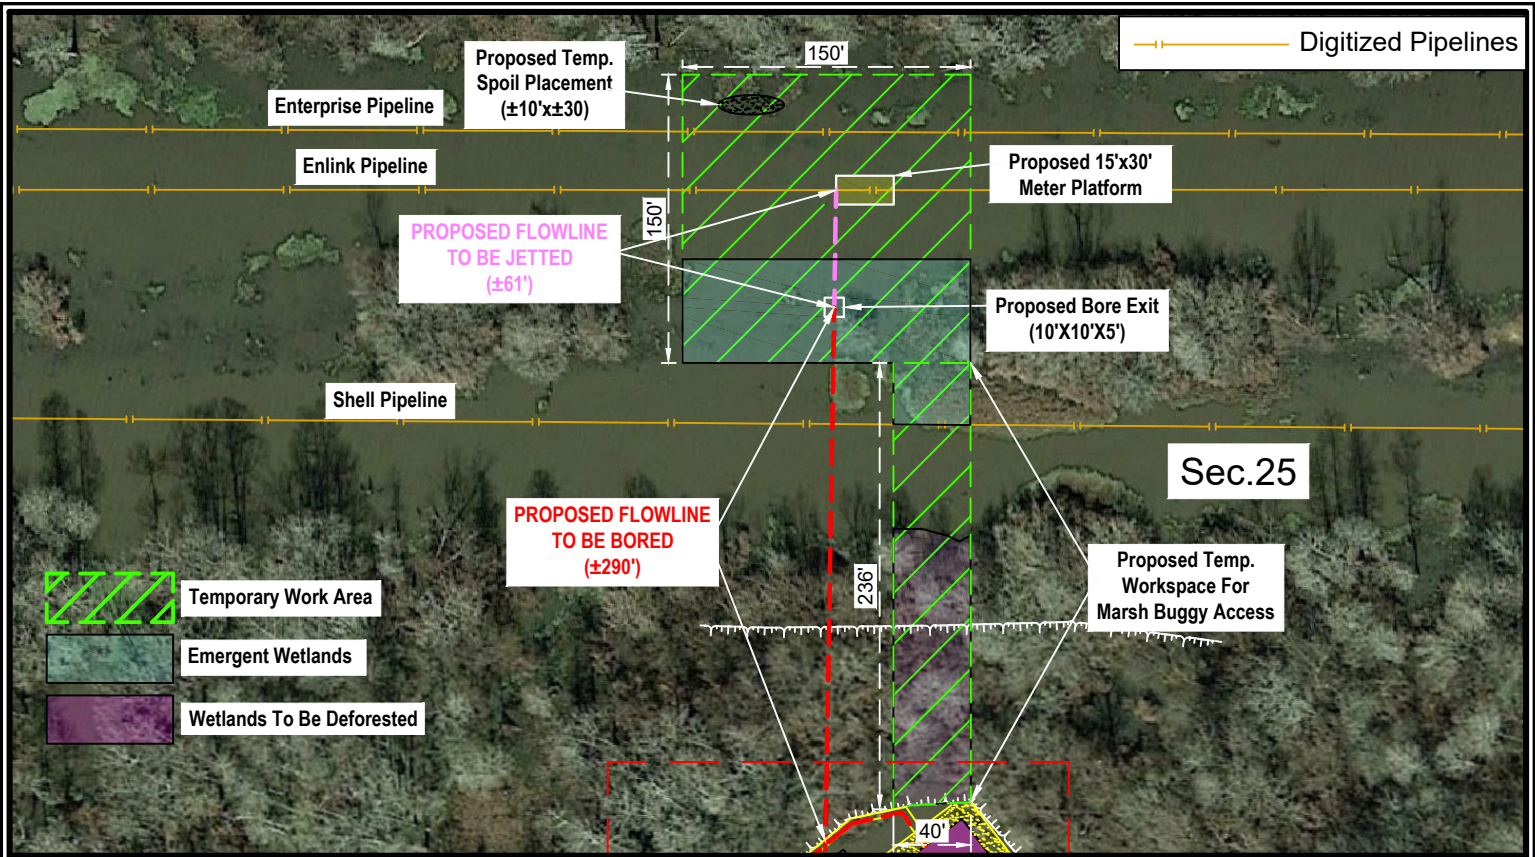 Digitized Pipelines
150'
Proposed Temp.
Spoil Placement
(±10'x±30)
Enterprise Pipeline
Enlink Pipeline
Proposed 15'x30'
Meter Platform
150'
PROPOSED FLOWLINE
TO BE JETTED
(±61')
Proposed Bore Exit
(10'X10'X5')
Shell Pipeline
Sec.25
PROPOSED FLOWLINE
TO BE BORED
(±290')
236'
Proposed Temp.
Workspace For
Marsh Buggy Access
Temporary Work Area
Emergent Wetlands
Wetlands To Be Deforested
40'